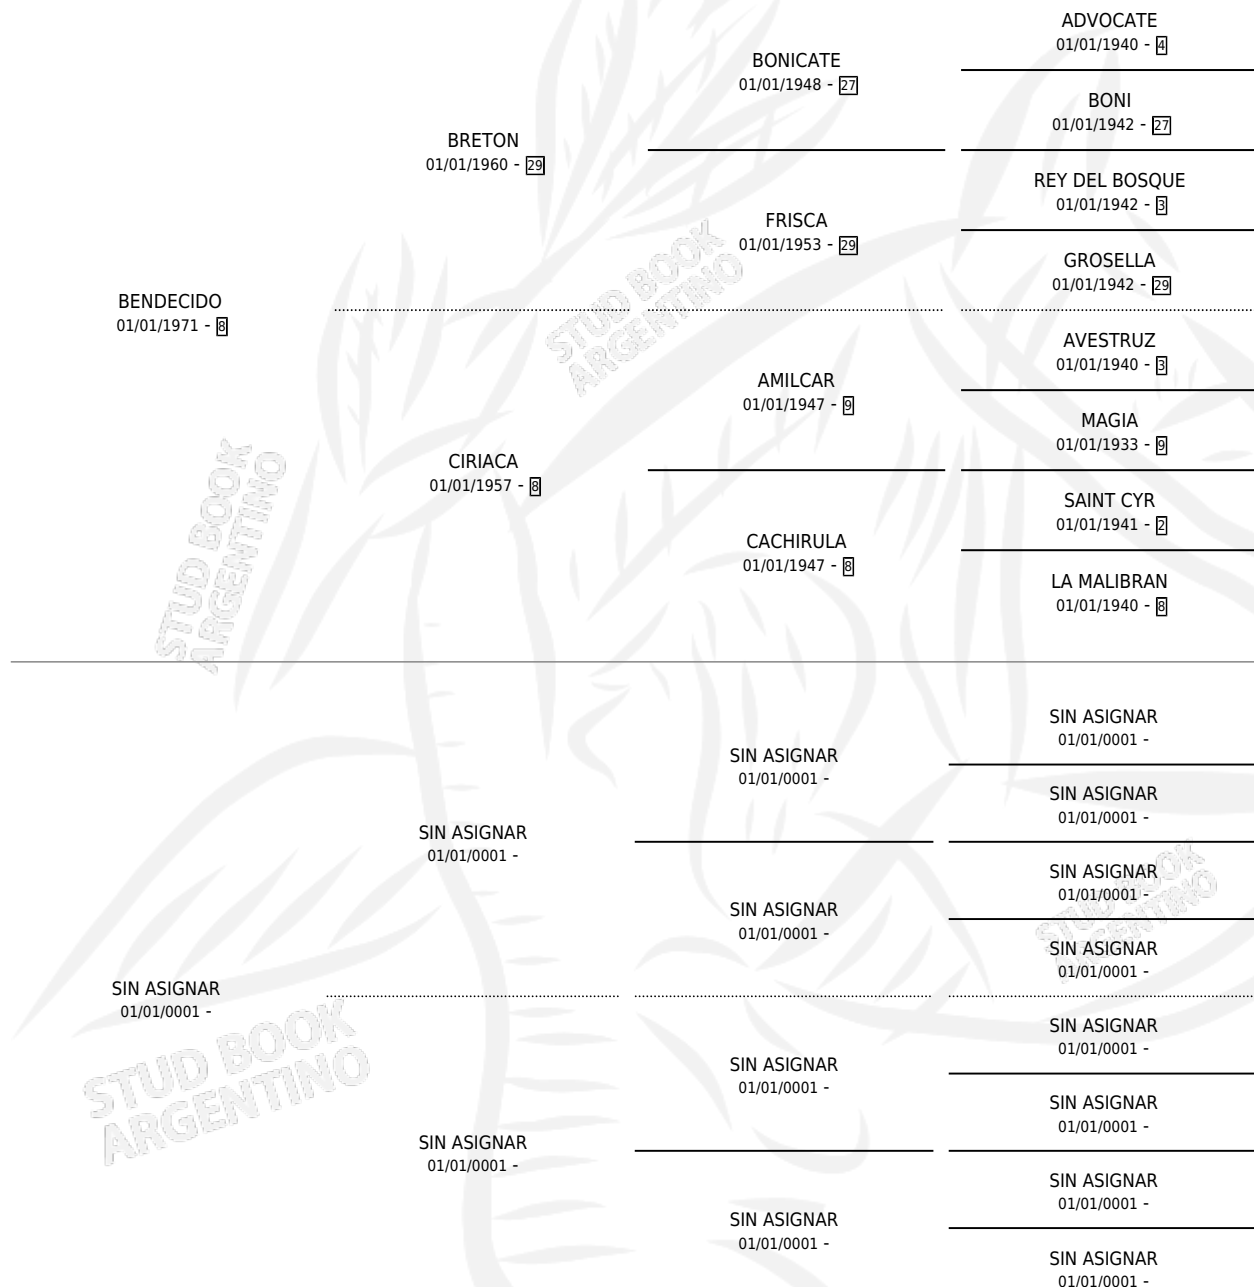 BENDECIDO
01/01/1971 - 8
BRETON
01/01/1960 - 29
CIRIACA
01/01/1957 - 8
BONICATE
01/01/1948 - 27
FRISCA
01/01/1953 - 29
AMILCAR
01/01/1947 - 9
CACHIRULA
01/01/1947 - 8
ADVOCATE
01/01/1940 - 4
BONI
01/01/1942 - 27
REY DEL BOSQUE
01/01/1942 - 3
GROSELLA
01/01/1942 - 29
AVESTRUZ
01/01/1940 - 3
MAGIA
01/01/1933 - 9
SAINT CYR
01/01/1941 - 2
LA MALIBRAN
01/01/1940 - 8
STUD BOOK
ARGENTINO
STUD BOOK
ARGENTINO
SIN ASIGNAR
01/01/0001 -
SIN ASIGNAR
01/01/0001 -
SIN ASIGNAR
01/01/0001 -
SIN ASIGNAR
01/01/0001 -
SIN ASIGNAR
01/01/0001 -
SIN ASIGNAR
01/01/0001 -
SIN ASIGNAR
01/01/0001 -
SIN ASIGNAR
01/01/0001 -
SIN ASIGNAR
01/01/0001 -
SIN ASIGNAR
01/01/0001 -
SIN ASIGNAR
01/01/0001 -
SIN ASIGNAR
01/01/0001 -
SIN ASIGNAR
01/01/0001 -
SIN ASIGNAR
01/01/0001 -
SIN ASIGNAR
01/01/0001 -
STUD BOOK
ARGENTINO
STUD BOOK
ARGENTINO